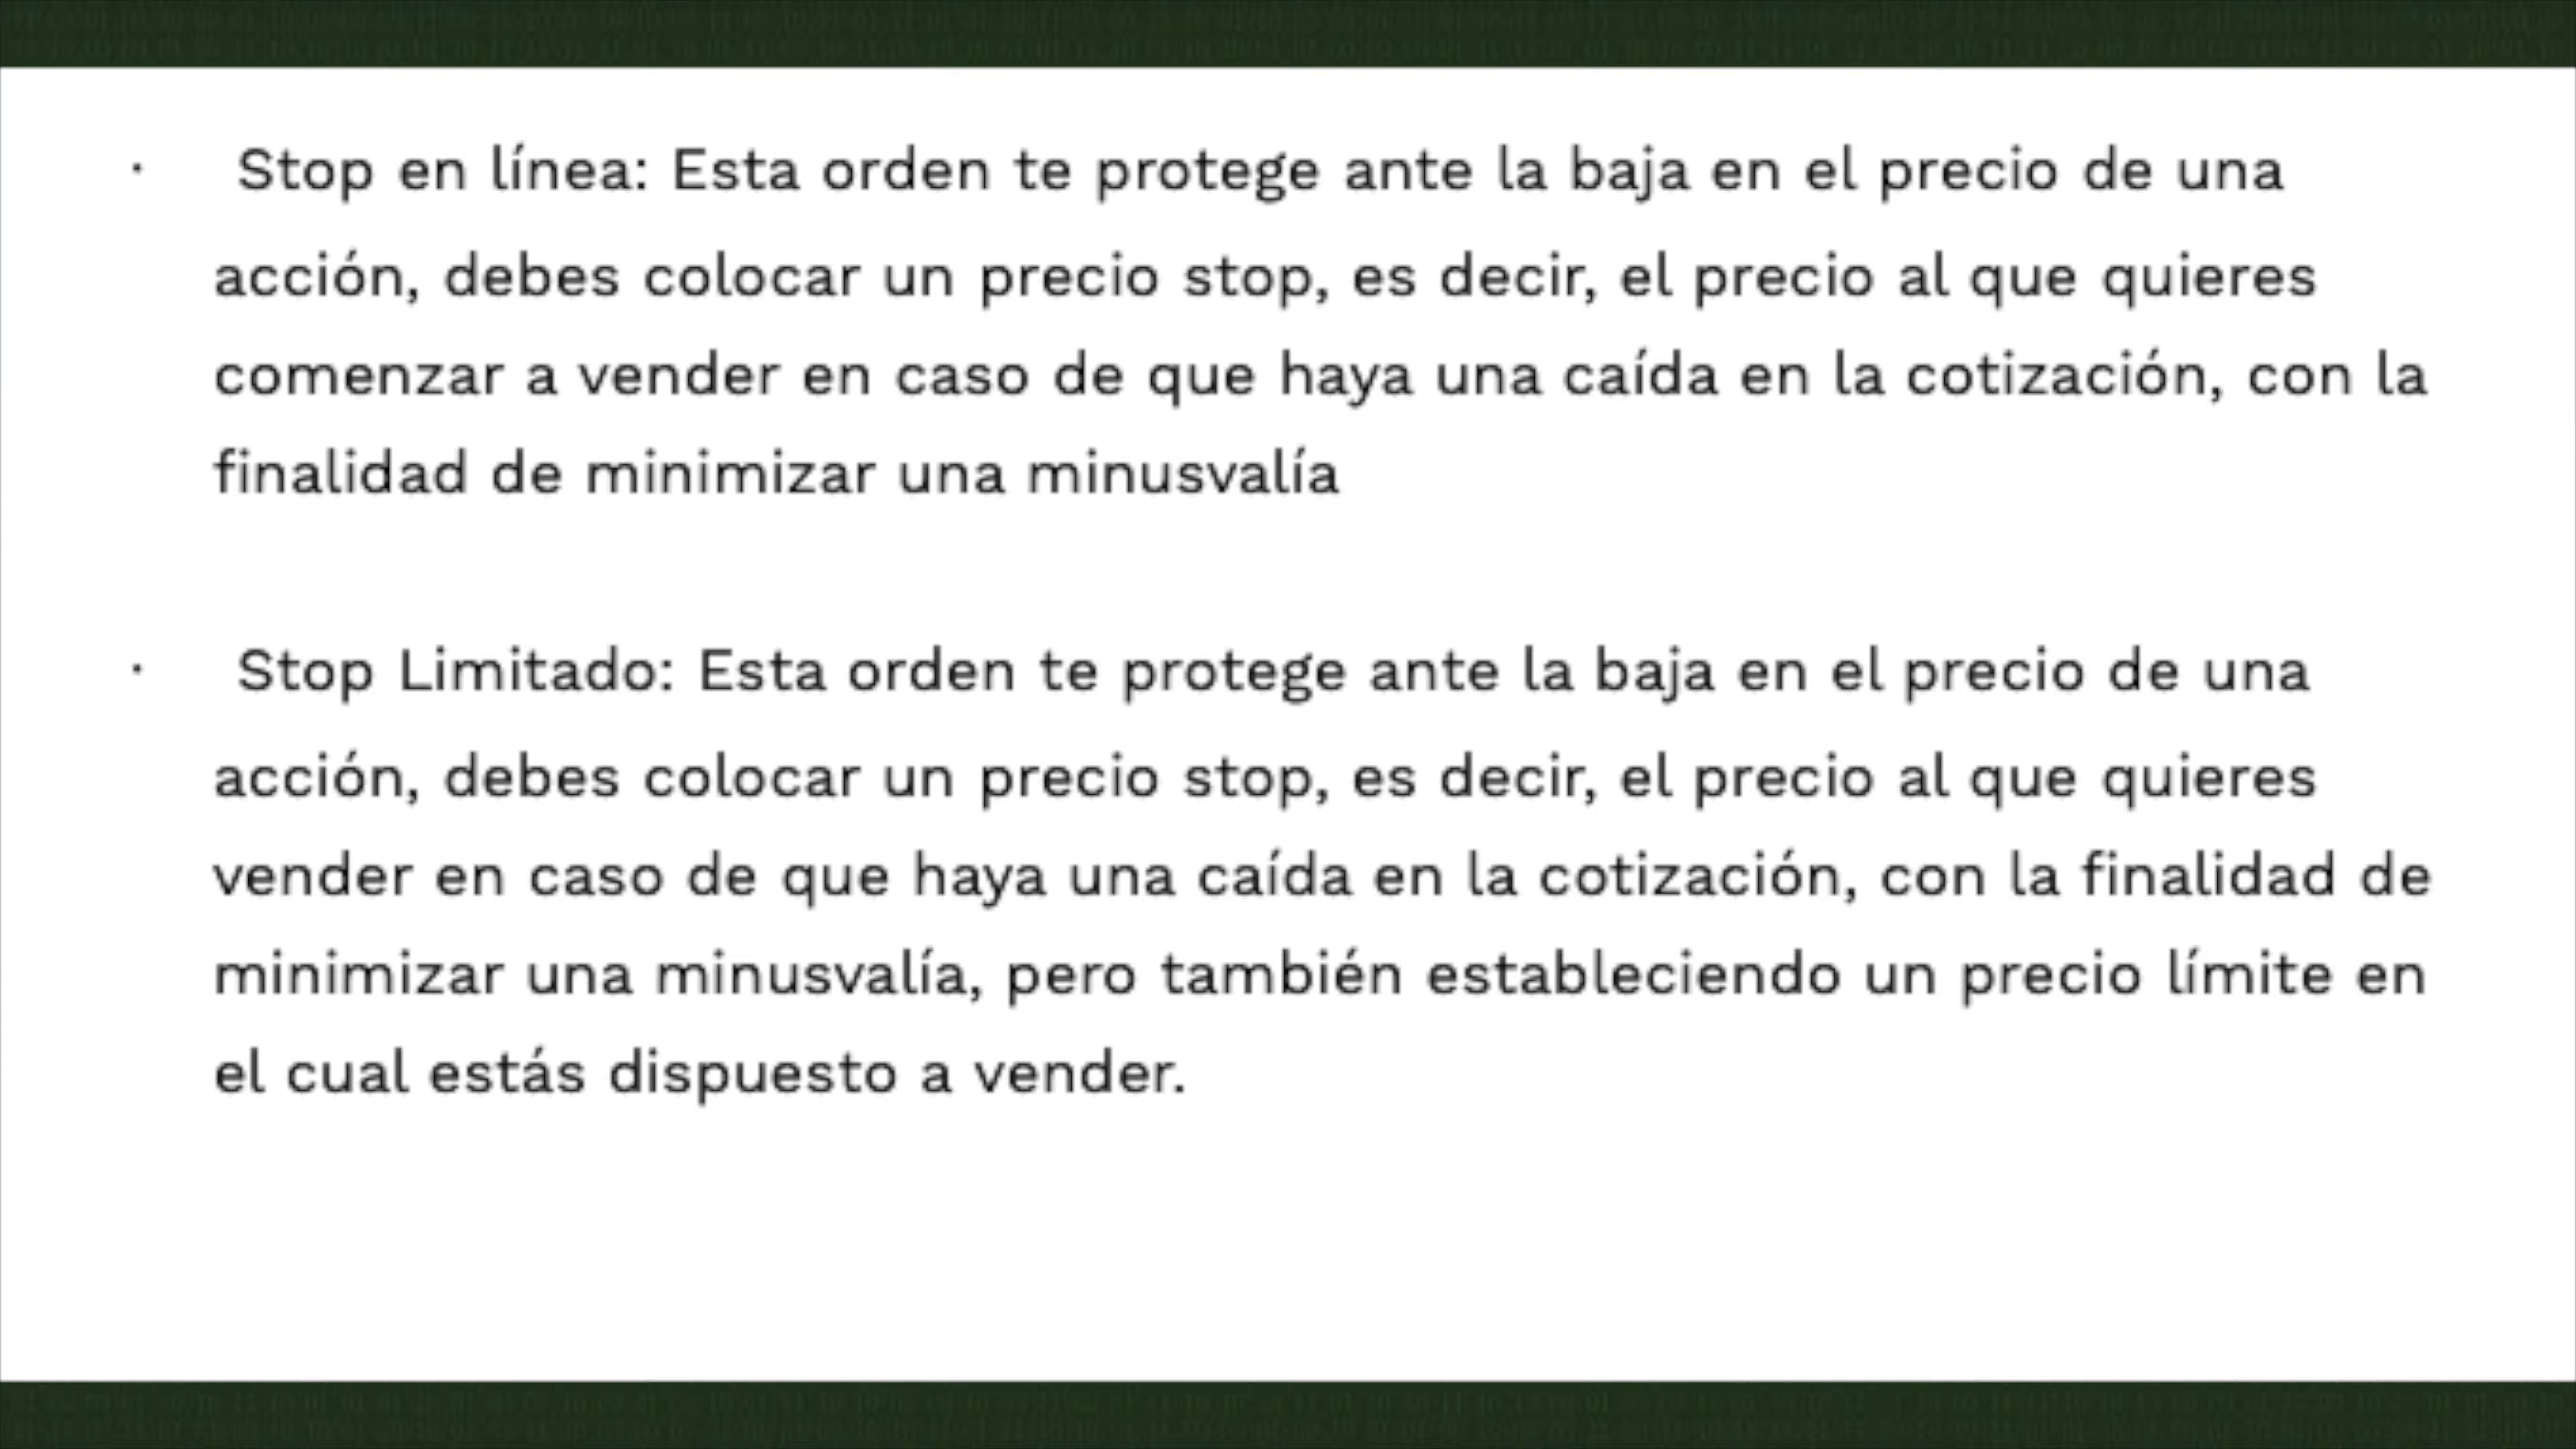 · Stop en línea: Esta orden te protege ante la baja en el precio de una
acción, debes colocar un precio stop, es decir, el precio al que quieres
comenzar a vender en caso de que haya una caída en la cotización, con la
finalidad de minimizar una minusvalía
· Stop Limitado: Esta orden te protege ante la baja en el precio de una
acción, debes colocar un precio stop, es decir, el precio al que quieres
vender en caso de que haya una caída en la cotización, con la finalidad de
minimizar una minusvalía, pero también estableciendo un precio límite en
el cual estás dispuesto a vender.